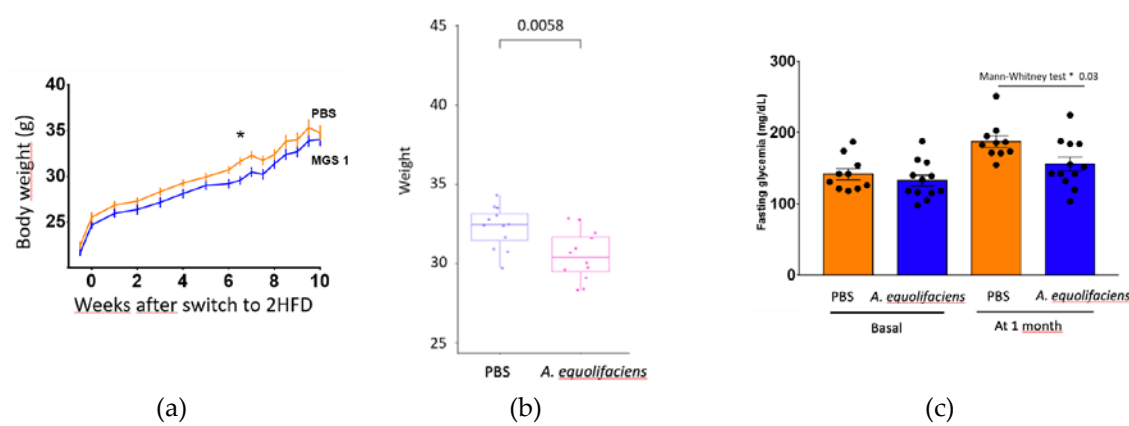 40
35
30
25
Body weight (g)
*
PBS
MGS 1
0 2 4 6 8 10
Weeks after switch to 2HFD
(a)
0.0058
45
40
35
30
25
Weight
PBS A. equolifaciens
(b)
300
200
100
0
Fasting glycemia (mg/dL)
Mann-Whitney test * 0.03
PBS A. equolifaciens PBS A. equolifaciens
Basal At 1 month
(c)